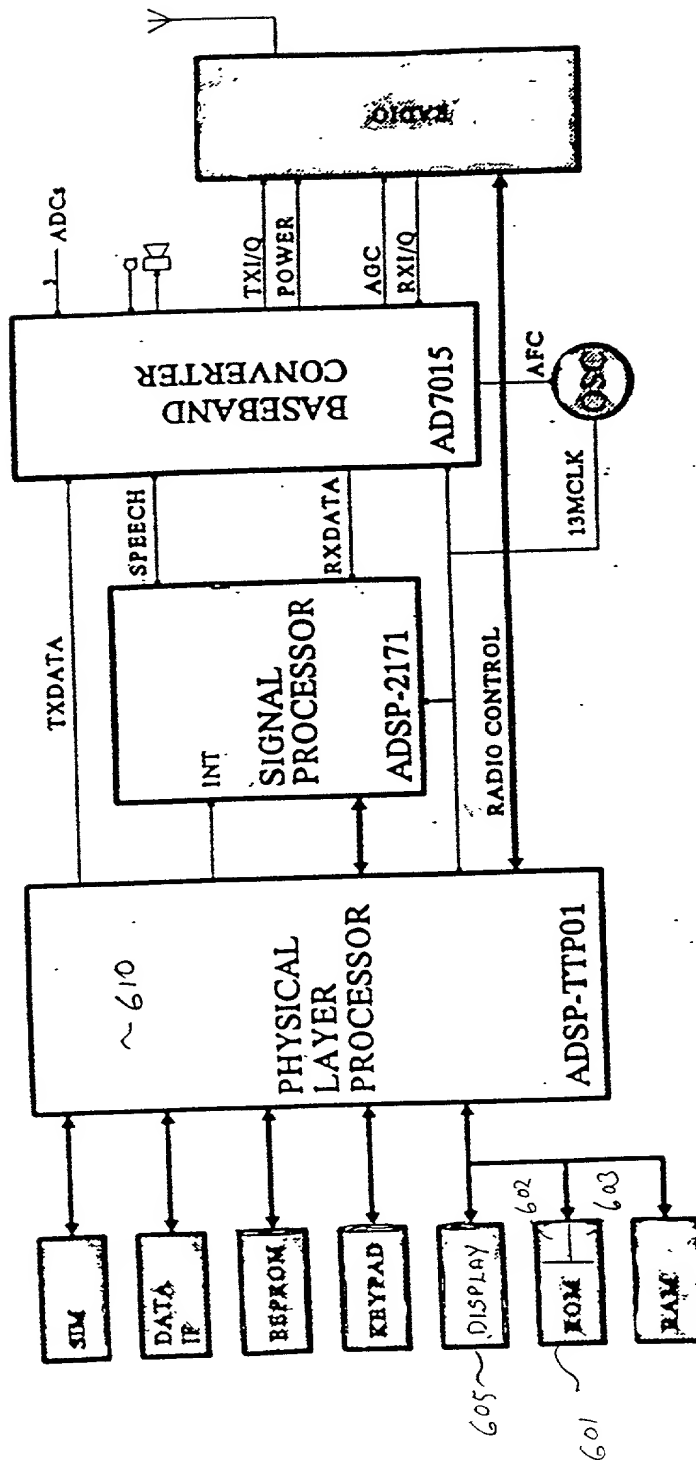 SIM
DATA
IF
EEPROM
KEYPAD
DISPLAY
ROM
RAM
605~
601
602
603
~610
PHYSICAL
LAYER
PROCESSOR
ADSP-TTP01
TXDATA
INT
SIGNAL
PROCESSOR
ADSP-2171
SPEECH
RXDATA
RADIO CONTROL
BASEBAND
CONVERTER
AD7015
13MCLK
AFC
OSC
ADCs
TXI/Q
POWER
AGC
RXI/Q
RADIO